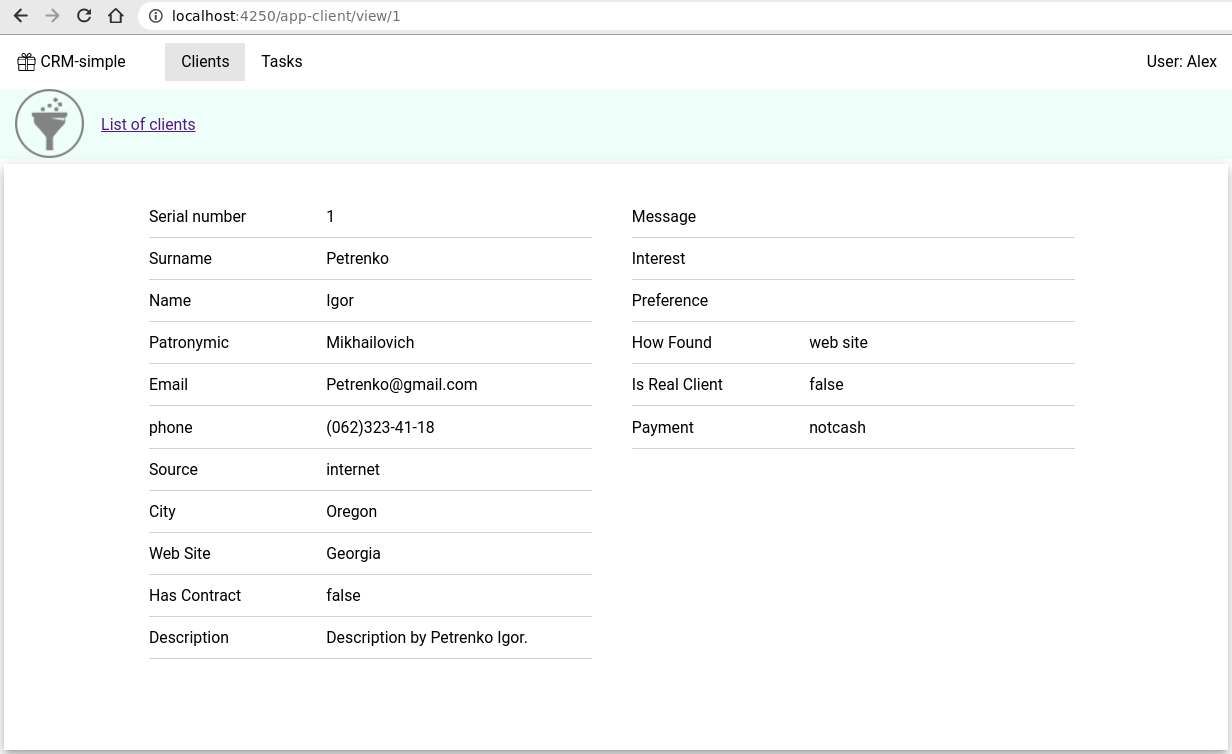 localhost:4250/app-client/view/1
CRM-simple Clients Tasks User: Alex
List of clients
Serial number 1
Surname Petrenko
Name Igor
Patronymic Mikhailovich
Email Petrenko@gmail.com
phone (062)323-41-18
Source internet
City Oregon
Web Site Georgia
Has Contract false
Description Description by Petrenko Igor.
Message
Interest
Preference
How Found web site
Is Real Client false
Payment notcash